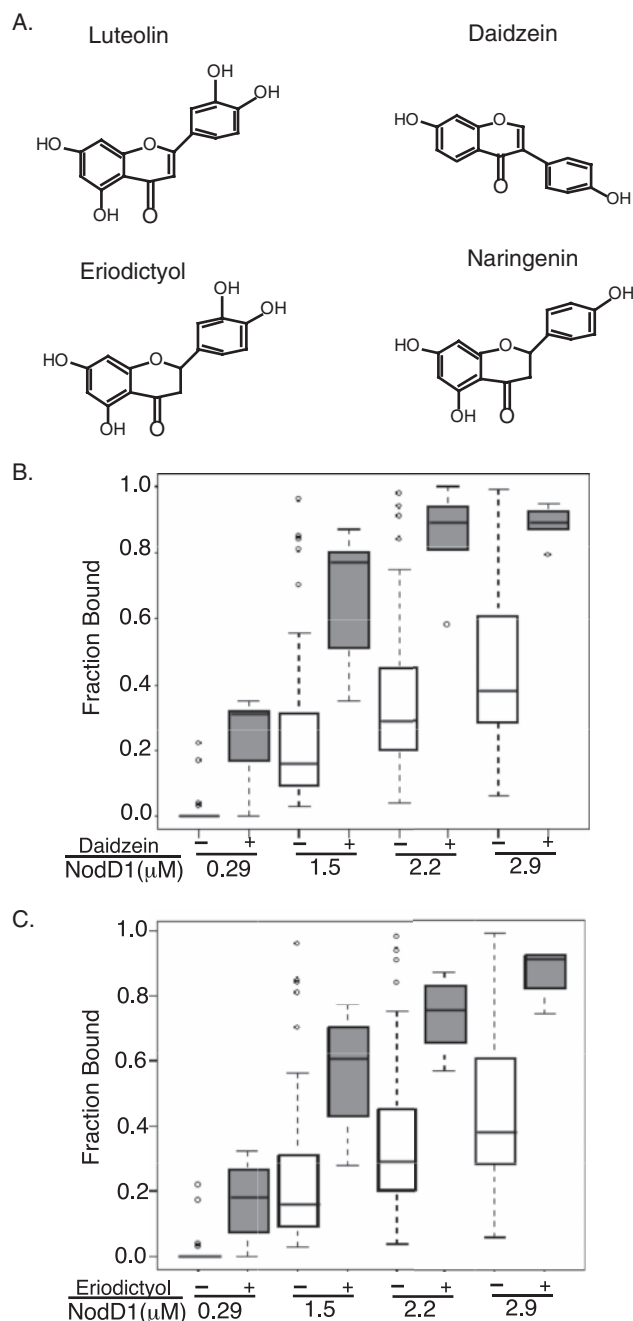 A.
Luteolin
Daidzein
OH
OH
HO
O
OH
O
HO
O
O
OH
Eriodictyol
Naringenin
OH
OH
HO
O
OH
O
OH
HO
O
OH
O
B.
Fraction Bound
1.0
0.8
0.6
0.4
0.2
0.0
Daidzein − + − + − + − +
NodD1(μM) 0.29 1.5 2.2 2.9
C.
Fraction Bound
1.0
0.8
0.6
0.4
0.2
0.0
Eriodictyol − + − + − + − +
NodD1(μM) 0.29 1.5 2.2 2.9